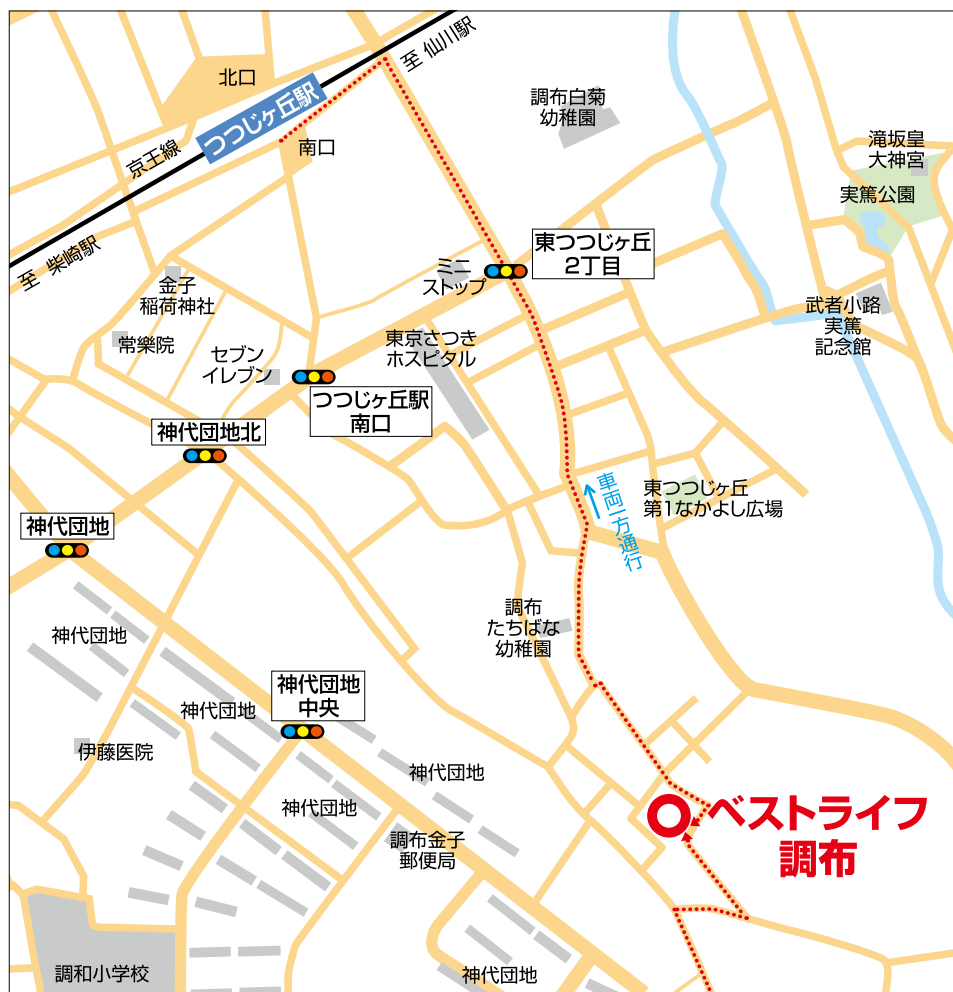 至 仙川駅
北口
つつじヶ丘駅
南口
京王線
至 柴崎駅
調布白菊
幼稚園
滝坂皇
大神宮
実篤公園
東つつじヶ丘
2丁目
ミニ
ストップ
金子
稲荷神社
常樂院
武者小路
実篤
記念館
東京さつき
ホスピタル
セブン
イレブン
つつじヶ丘駅
南口
神代団地北
車両一方通行
東つつじヶ丘
第1なかよし広場
神代団地
調布
たちばな
幼稚園
神代団地
神代団地
中央
神代団地
伊藤医院
神代団地
神代団地
ベストライフ
調布
調布金子
郵便局
調和小学校
神代団地